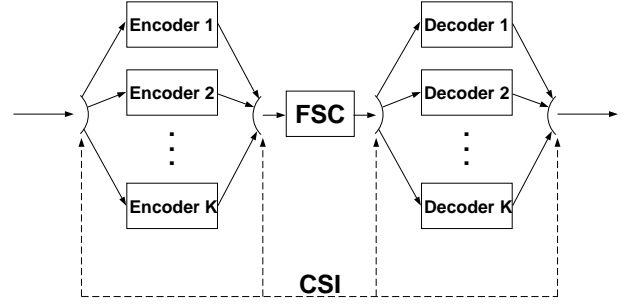 Encoder 1
Decoder 1
Encoder 2
FSC
Decoder 2
Encoder K
Decoder K
CSI